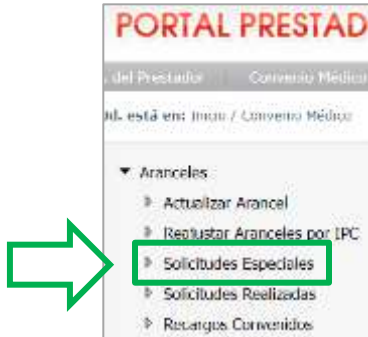 PORTAL PRESTAD
del Prestador Convenio Médico
Ud. está en: Inicio / Convenio Médico
Aranceles
Actualizar Arancel
Reajustar Aranceles por IPC
Solicitudes Especiales
Solicitudes Realizadas
Recargos Convenidos